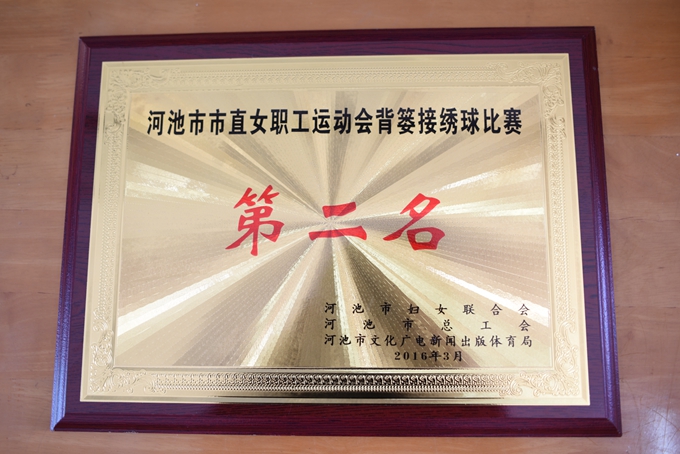 河池市市直女职工运动会背篓接绣球比赛
第二名
河池市妇女联合会
河池市总工会
河池市文化广电新闻出版体育局
2016年3月